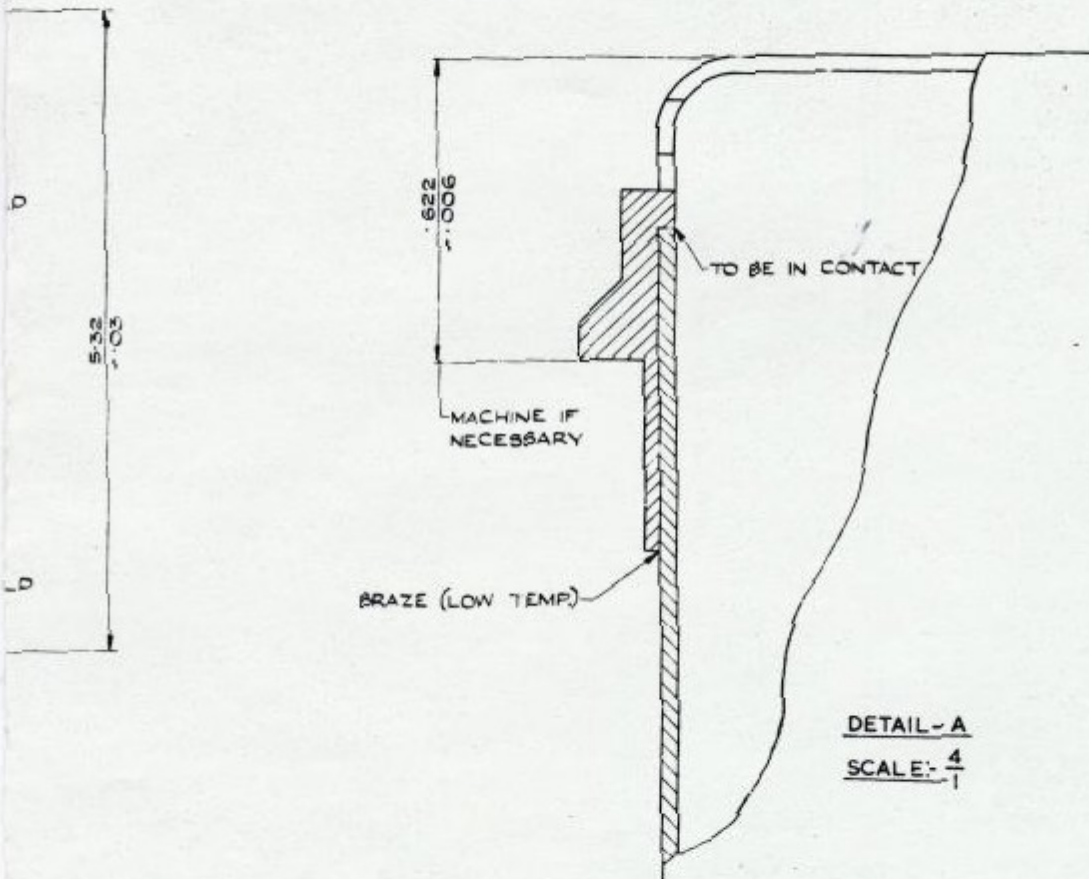 .622
-.006
TO BE IN CONTACT
5.32
-.03
MACHINE IF
NECESSARY
BRAZE (LOW TEMP.)
DETAIL-A
SCALE:- 4/1